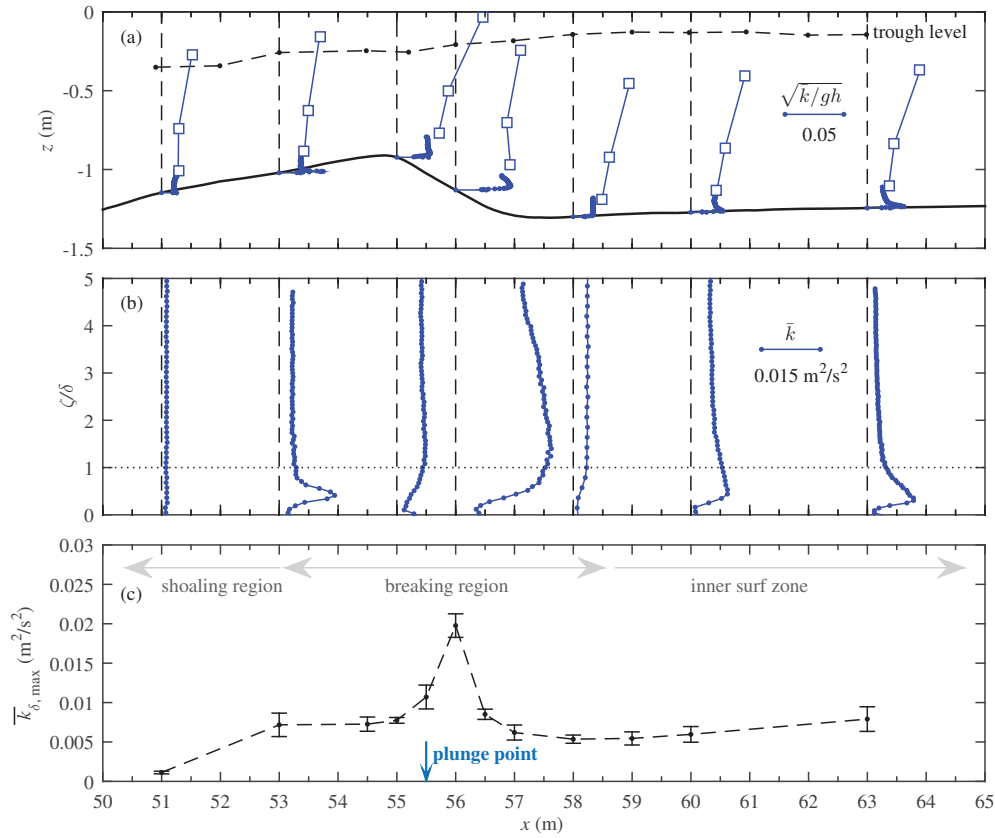 0
(a)
trough level
-0.5
√k/gh
0.05
z (m)
-1
-1.5
5
(b)
k̄
4
0.015 m²/s²
3
ζ/δ
2
1
0
0.03
(c)
0.025
shoaling region
breaking region
inner surf zone
0.02
k̄δ, max (m²/s²)
0.015
0.01
0.005
plunge point
0
50 51 52 53 54 55 56 57 58 59 60 61 62 63 64 65
x (m)